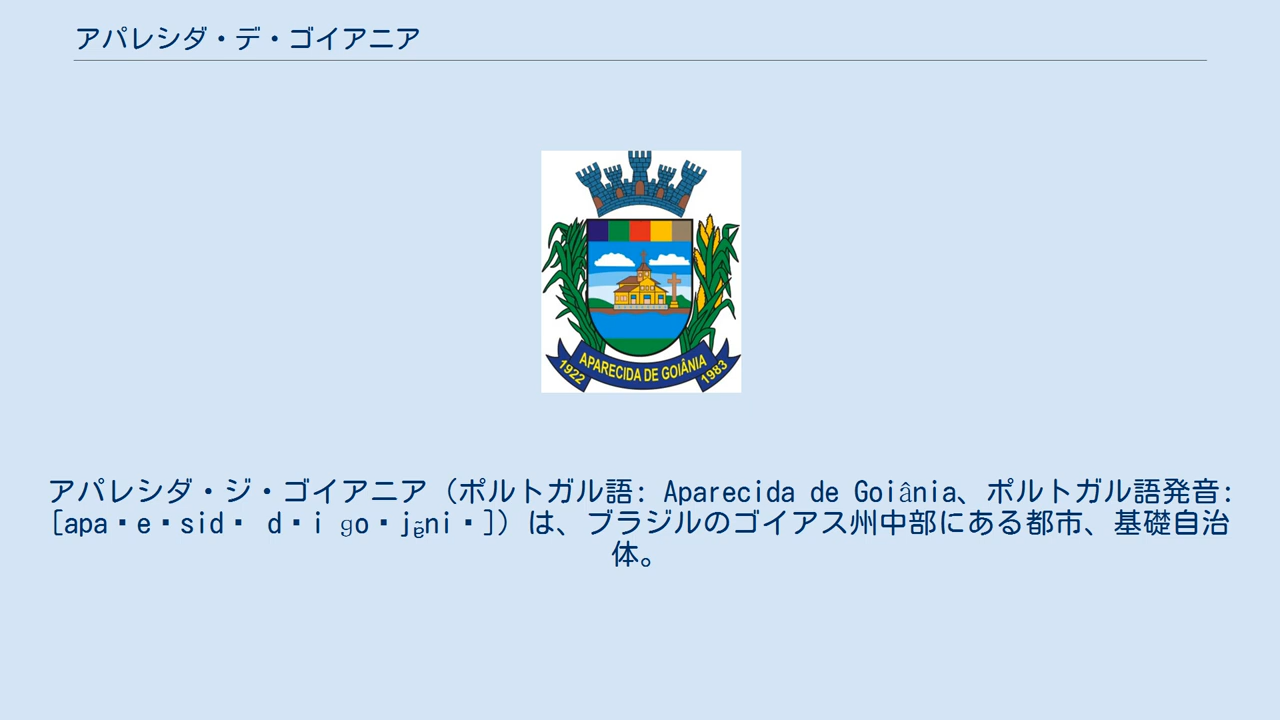 アパレシダ・デ・ゴイアニア
APARECIDA DE GOIÂNIA
1922
1983
アパレシダ・ジ・ゴイアニア（ポルトガル語: Aparecida de Goiânia、ポルトガル語発音:
[apa▪e▪sid▪ d▪i ɡo▪jɐ̃ni▪]）は、ブラジルのゴイアス州中部にある都市、基礎自治
体。